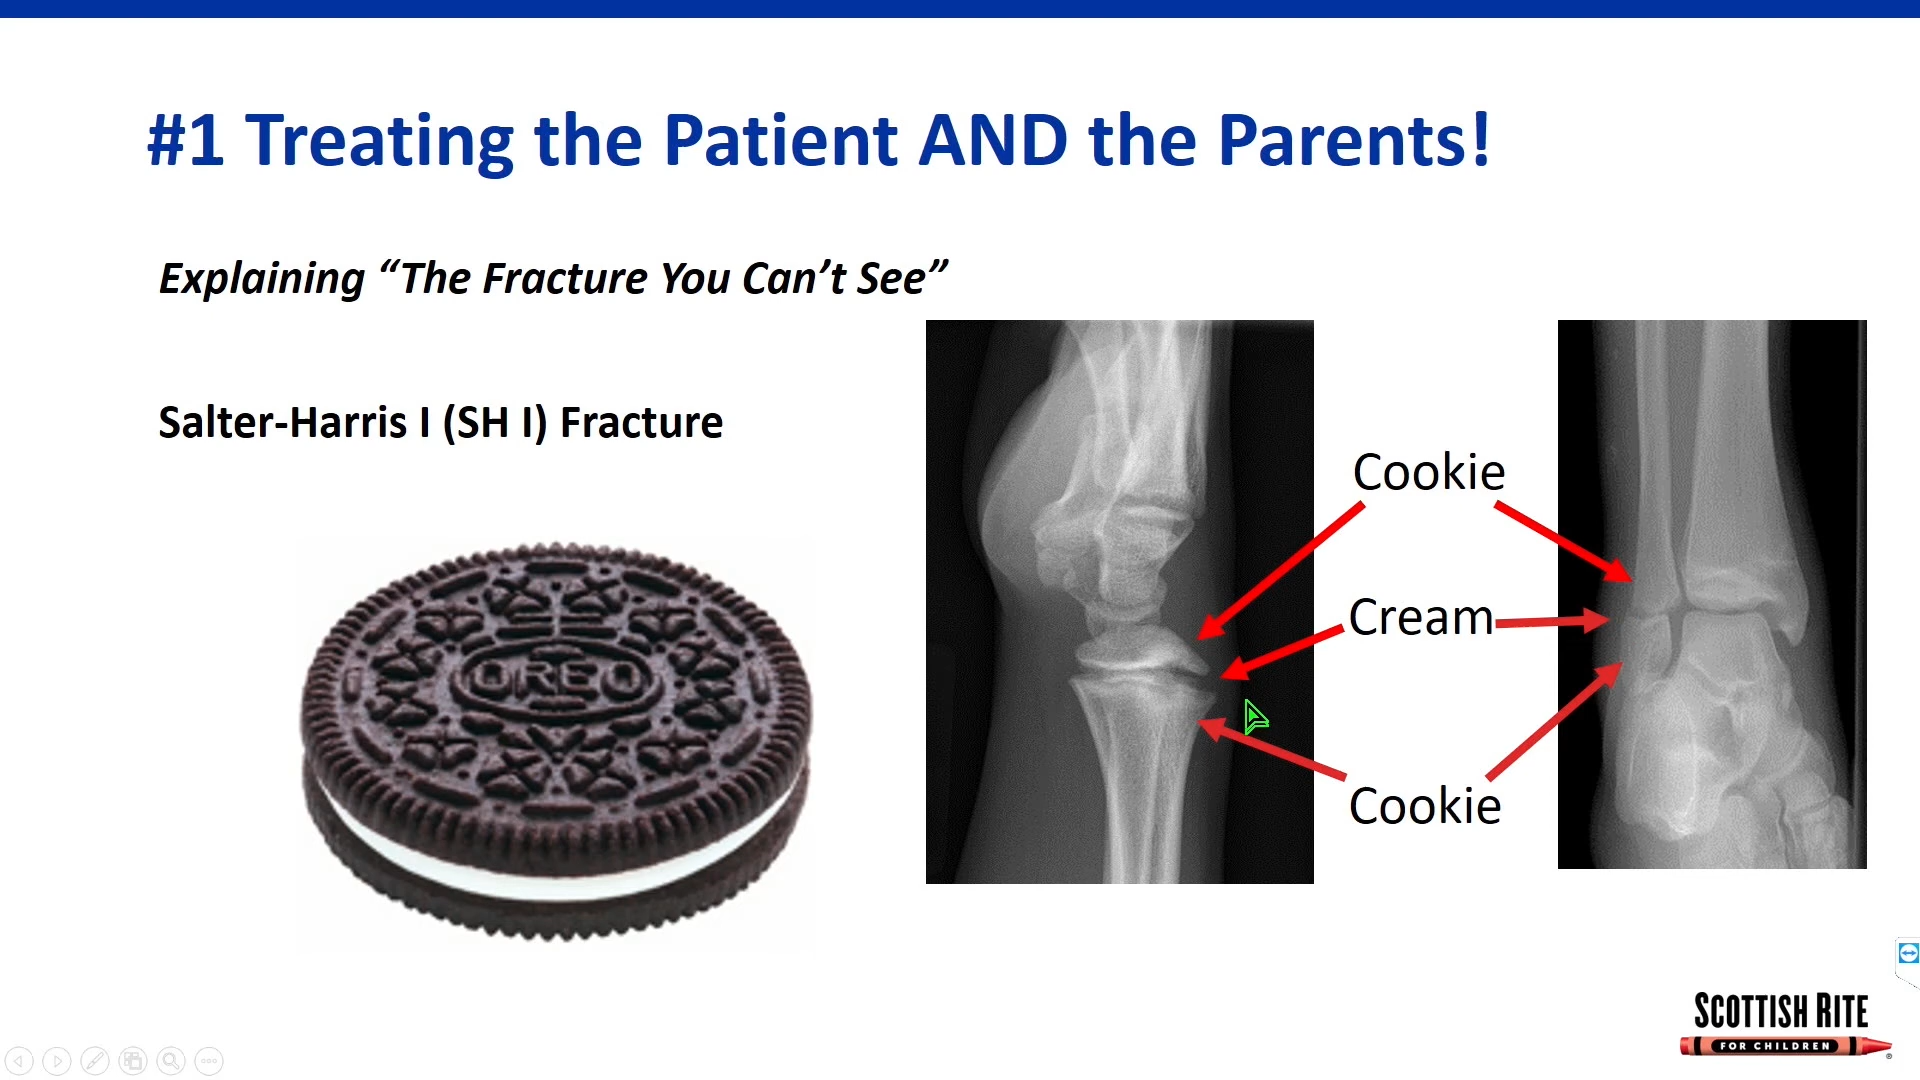 #1 Treating the Patient AND the Parents!
Explaining “The Fracture You Can’t See”
Salter-Harris I (SH I) Fracture
OREO
Cookie
Cream
Cookie
SCOTTISH RITE
FOR CHILDREN ®